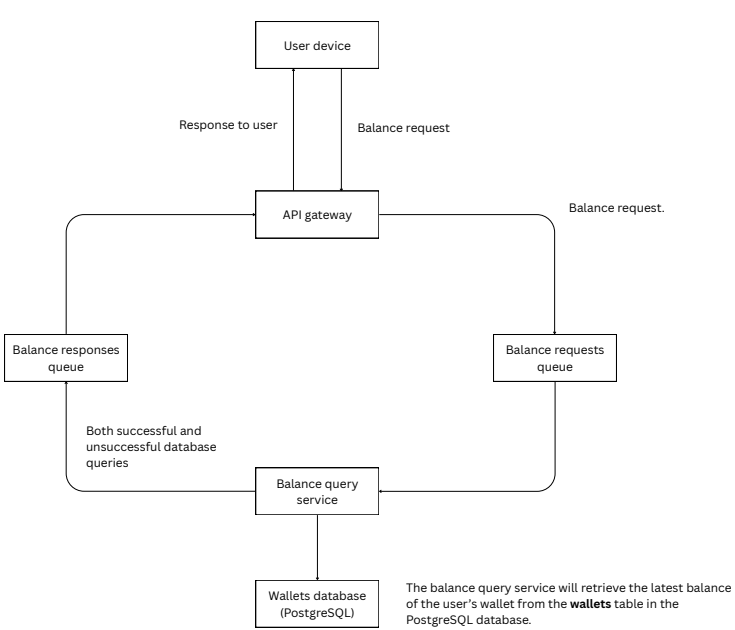 User device
Response to user
Balance request
API gateway
Balance request.
Balance responses
queue
Balance requests
queue
Both successful and
unsuccessful database
queries
Balance query
service
Wallets database
(PostgreSQL)
The balance query service will retrieve the latest balance
of the user's wallet from the wallets table in the
PostgreSQL database.